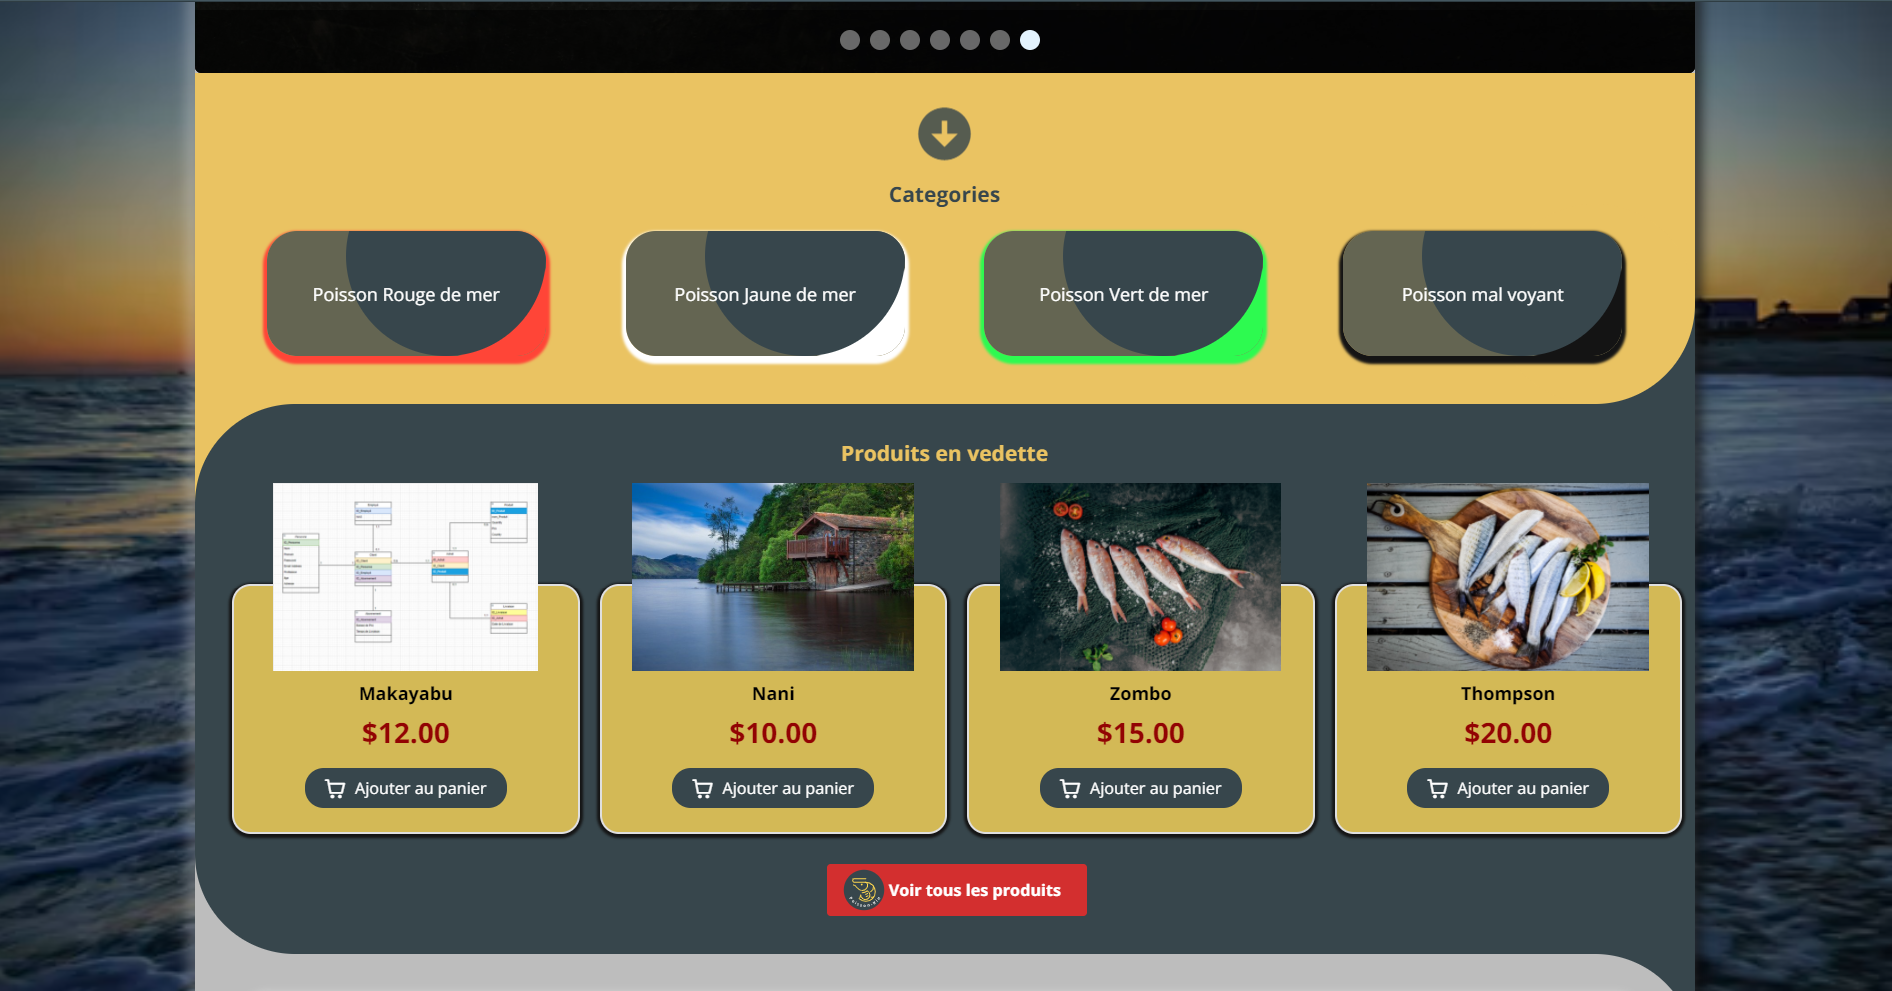 Categories
Poisson Rouge de mer
Poisson Jaune de mer
Poisson Vert de mer
Poisson mal voyant
Produits en vedette
Makayabu
Nani
Zombo
Thompson
$12.00
$10.00
$15.00
$20.00
Ajouter au panier
Ajouter au panier
Ajouter au panier
Ajouter au panier
Voir tous les produits